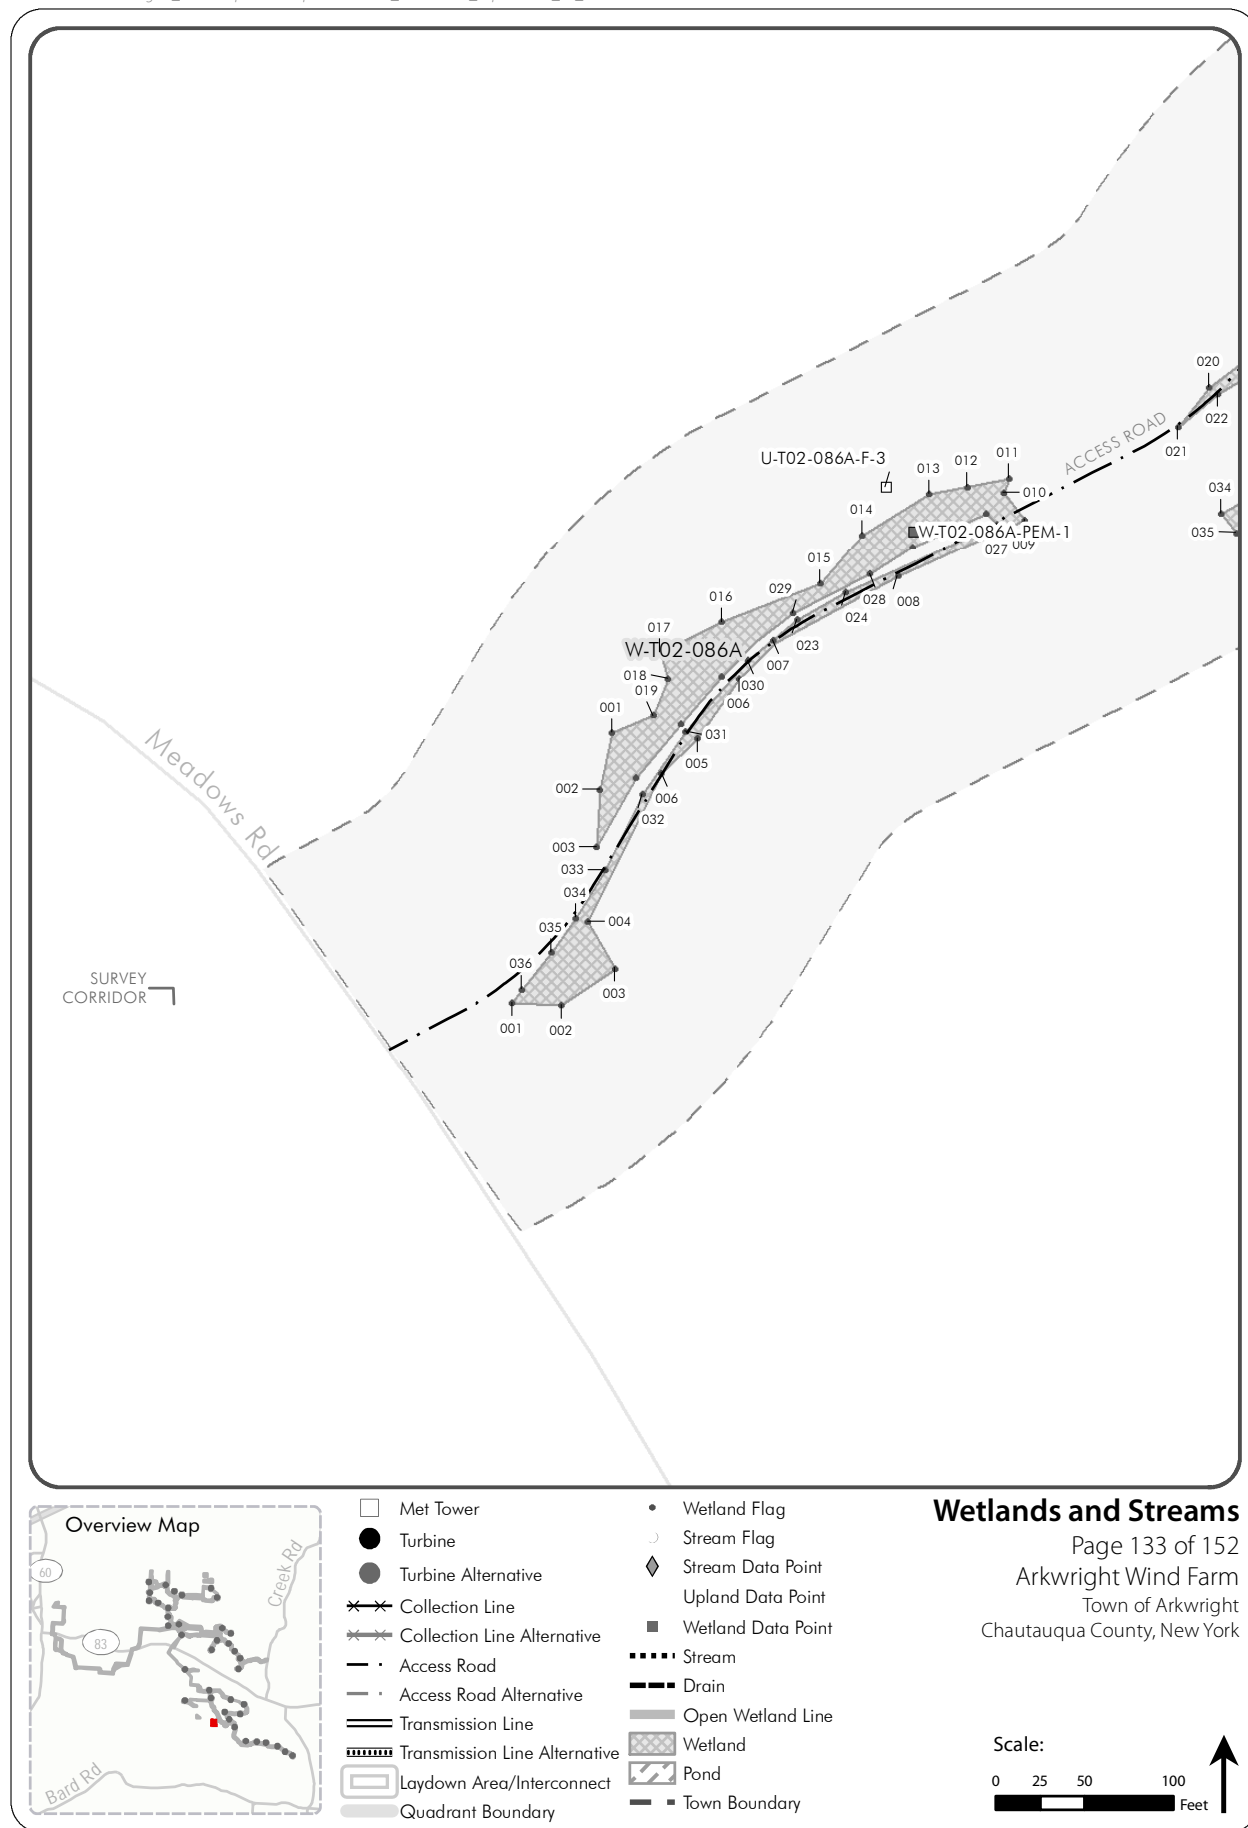 020
022
ACCESS ROAD
021
U-T02-086A-F-3
013
012
011
010
034
014
W-T02-086A-PEM-1
035
027
009
015
029
028
008
016
024
017
023
W-T02-086A
007
018
030
019
006
001
031
005
Meadows Rd
002
006
032
003
033
034
004
035
036
SURVEY
CORRIDOR
003
001
002
Overview Map
60
83
Creek Rd
Bard Rd
Met Tower
Turbine
Turbine Alternative
Collection Line
Collection Line Alternative
Access Road
Access Road Alternative
Transmission Line
Transmission Line Alternative
Laydown Area/Interconnect
Quadrant Boundary
Wetland Flag
Stream Flag
Stream Data Point
Upland Data Point
Wetland Data Point
Stream
Drain
Open Wetland Line
Wetland
Pond
Town Boundary
Wetlands and Streams
Page 133 of 152
Arkwright Wind Farm
Town of Arkwright
Chautauqua County, New York
Scale:
0 25 50 100
Feet